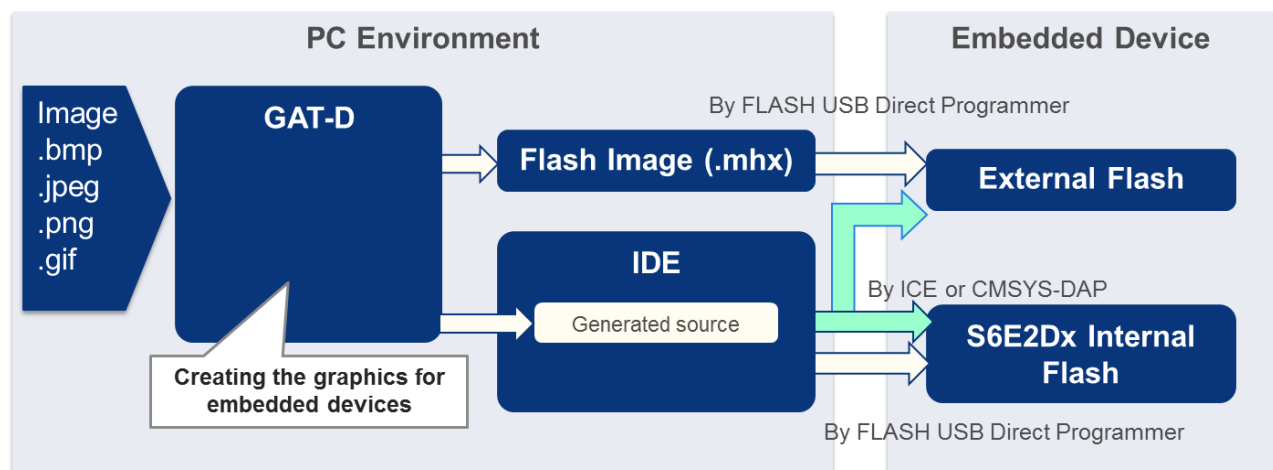 PC Environment
Embedded Device
Image
.bmp
.jpeg
.png
.gif
GAT-D
By FLASH USB Direct Programmer
Flash Image (.mhx)
External Flash
IDE
By ICE or CMSYS-DAP
Generated source
S6E2Dx Internal
Flash
Creating the graphics for
embedded devices
By FLASH USB Direct Programmer